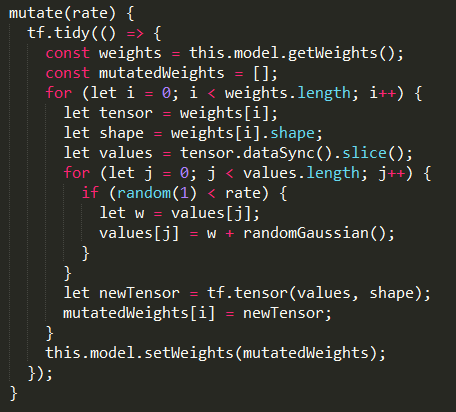 mutate(rate) {
  tf.tidy(() => {
    const weights = this.model.getWeights();
    const mutatedWeights = [];
    for (let i = 0; i < weights.length; i++) {
      let tensor = weights[i];
      let shape = weights[i].shape;
      let values = tensor.dataSync().slice();
      for (let j = 0; j < values.length; j++) {
        if (random(1) < rate) {
          let w = values[j];
          values[j] = w + randomGaussian();
        }
      }
      let newTensor = tf.tensor(values, shape);
      mutatedWeights[i] = newTensor;
    }
    this.model.setWeights(mutatedWeights);
  });
}